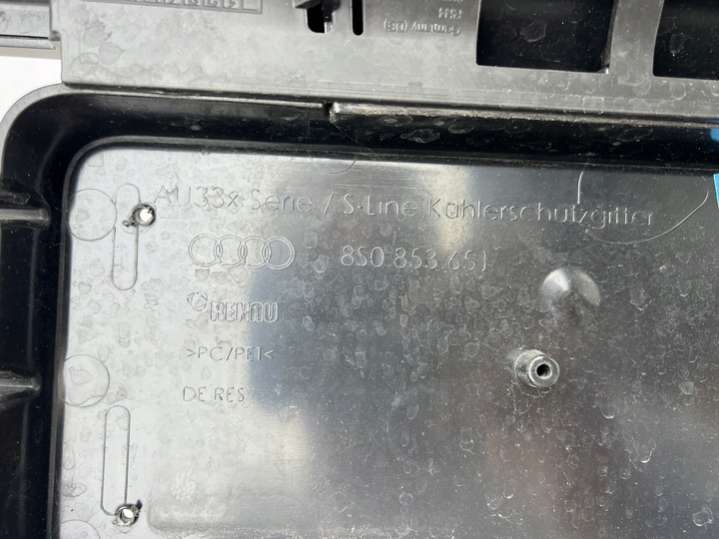 AU33x Serie / S-Line Kühlerschutzgitter
8S0.853.651
REHAU
>PC/PET<
DE RES